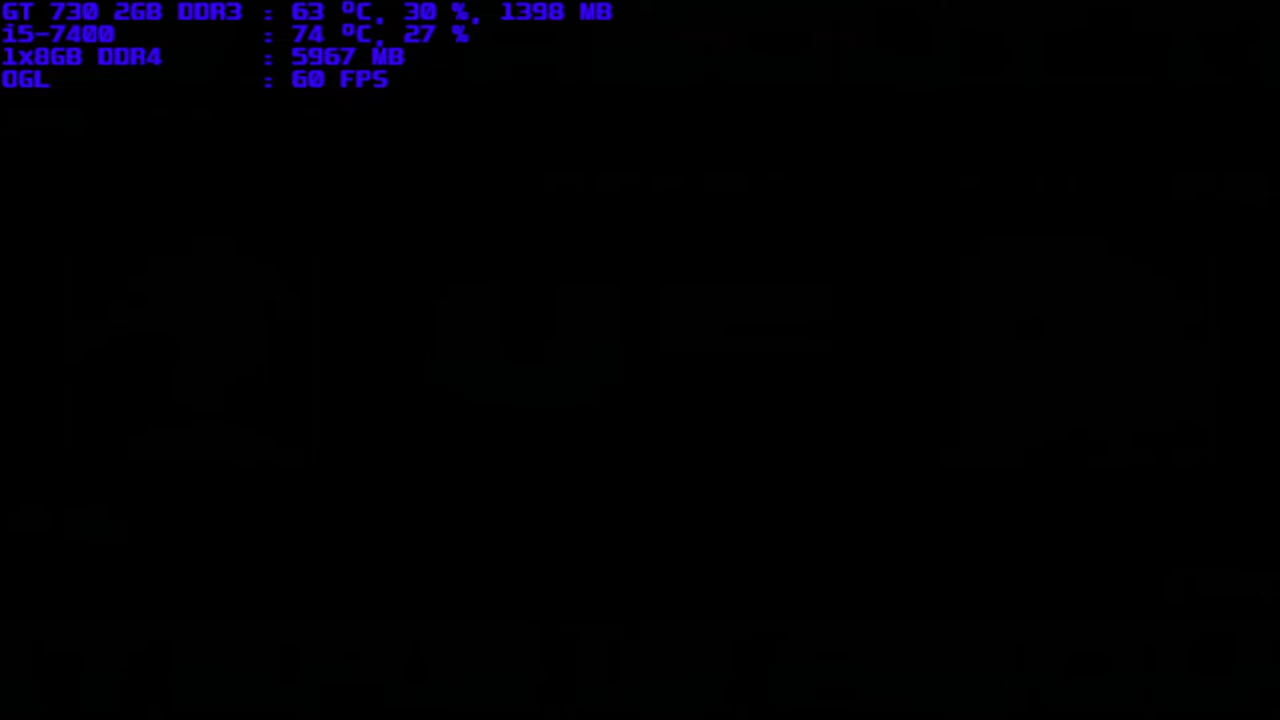 GT 730 2GB DDR3 : 63 ºC, 30 %, 1398 MB
i5-7400 : 74 ºC, 27 %
1x8GB DDR4 : 5967 MB
OGL : 60 FPS